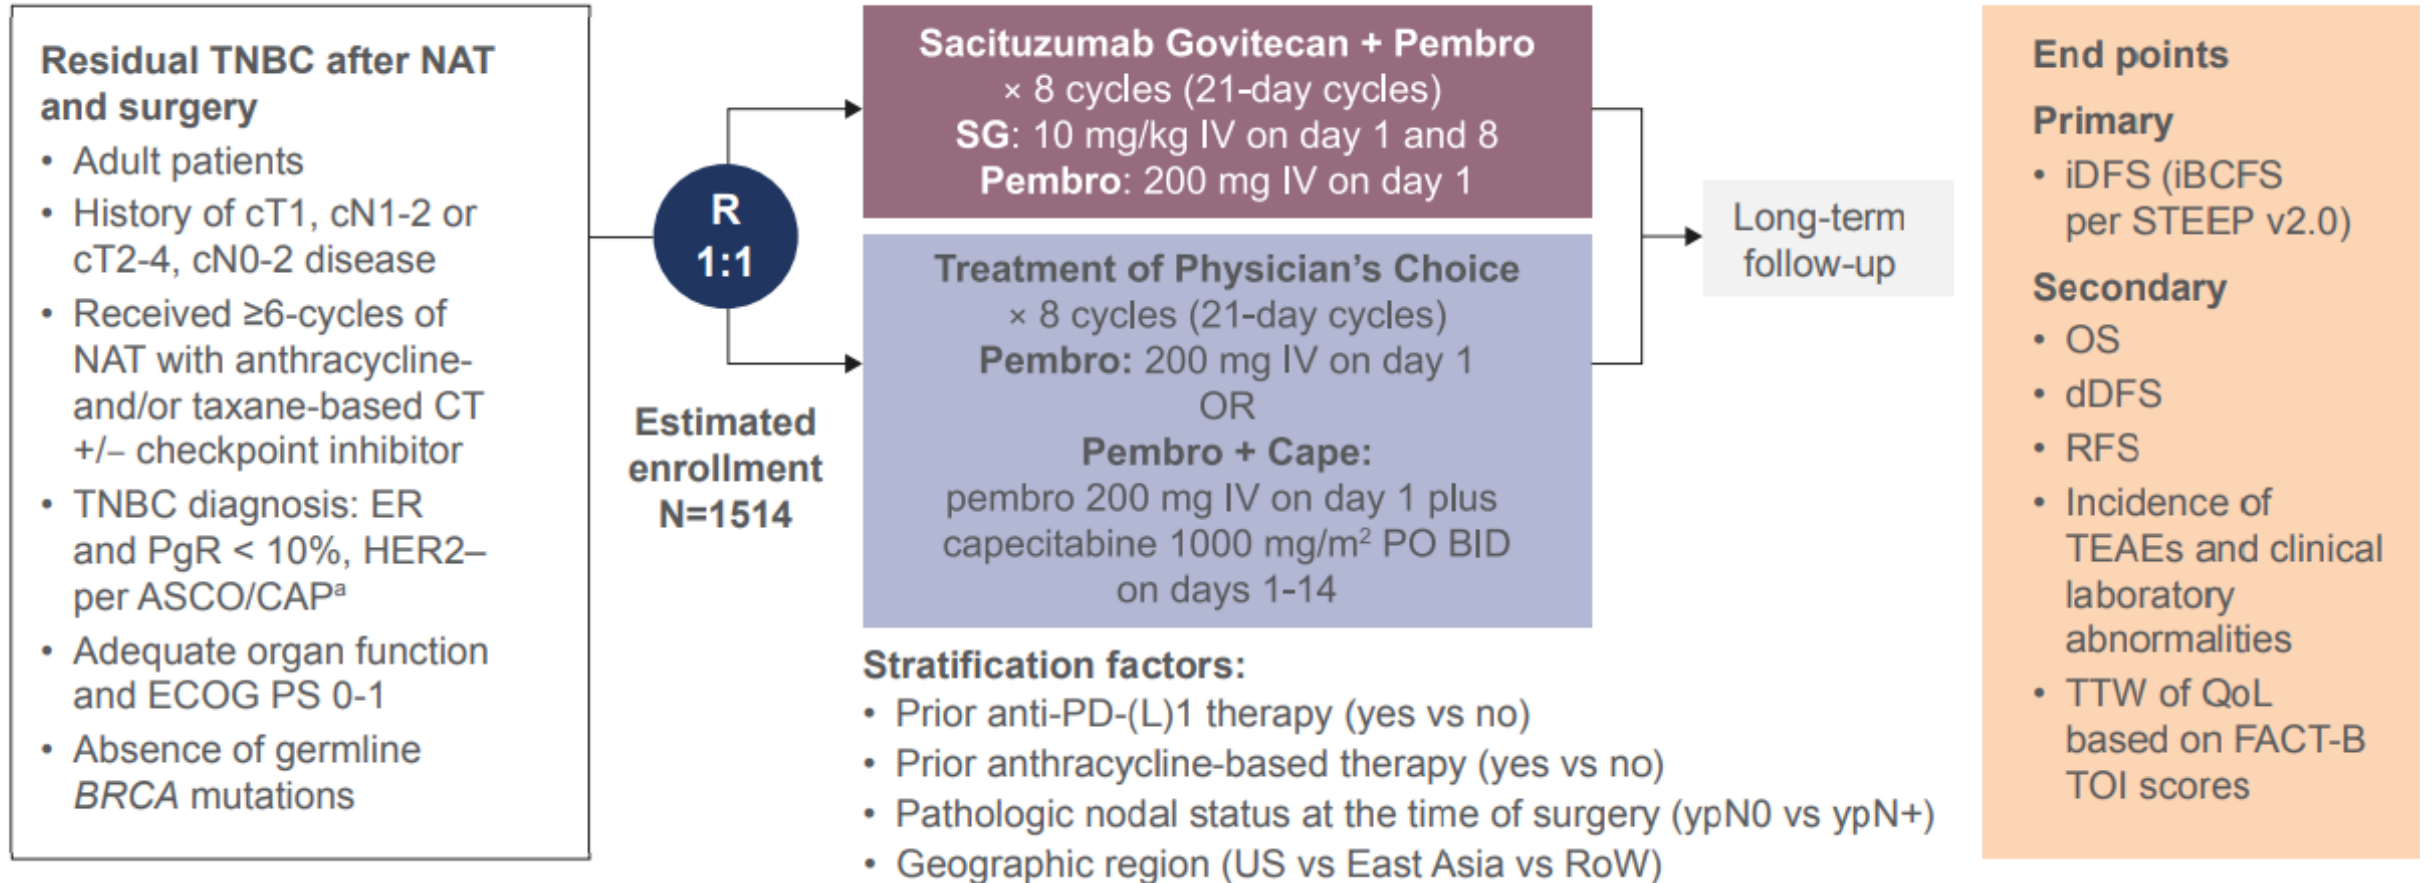 Residual TNBC after NAT
and surgery
• Adult patients
• History of cT1, cN1-2 or
cT2-4, cN0-2 disease
• Received ≥6-cycles of
NAT with anthracycline-
and/or taxane-based CT
+/– checkpoint inhibitor
• TNBC diagnosis: ER
and PgR < 10%, HER2–
per ASCO/CAPᵃ
• Adequate organ function
and ECOG PS 0-1
• Absence of germline
BRCA mutations
R
1:1
Estimated
enrollment
N=1514
Sacituzumab Govitecan + Pembro
× 8 cycles (21-day cycles)
SG: 10 mg/kg IV on day 1 and 8
Pembro: 200 mg IV on day 1
Treatment of Physician’s Choice
× 8 cycles (21-day cycles)
Pembro: 200 mg IV on day 1
OR
Pembro + Cape:
pembro 200 mg IV on day 1 plus
capecitabine 1000 mg/m² PO BID
on days 1-14
Stratification factors:
• Prior anti-PD-(L)1 therapy (yes vs no)
• Prior anthracycline-based therapy (yes vs no)
• Pathologic nodal status at the time of surgery (ypN0 vs ypN+)
• Geographic region (US vs East Asia vs RoW)
Long-term
follow-up
End points
Primary
• iDFS (iBCFS
per STEEP v2.0)
Secondary
• OS
• dDFS
• RFS
• Incidence of
TEAEs and clinical
laboratory
abnormalities
• TTW of QoL
based on FACT-B
TOI scores